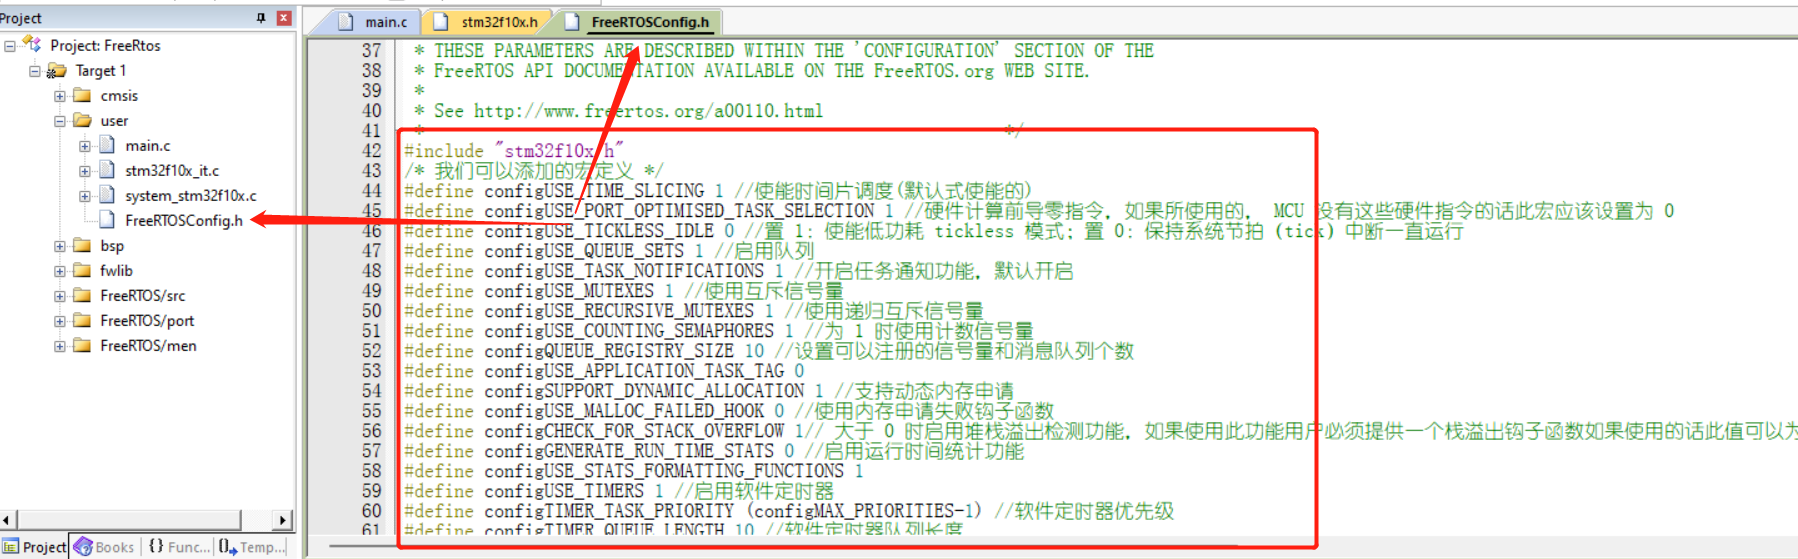 Project
Project: FreeRtos
Target 1
cmsis
user
main.c
stm32f10x_it.c
system_stm32f10x.c
FreeRTOSConfig.h
bsp
fwlib
FreeRTOS/src
FreeRTOS/port
FreeRTOS/men
Project Books {} Func... Temp...
main.c stm32f10x.h FreeRTOSConfig.h
37 * THESE PARAMETERS ARE DESCRIBED WITHIN THE 'CONFIGURATION' SECTION OF THE
38 * FreeRTOS API DOCUMENTATION AVAILABLE ON THE FreeRTOS.org WEB SITE.
39 *
40 * See http://www.freertos.org/a00110.html
41 * */
42 #include "stm32f10x.h"
43 /* 我们可以添加的宏定义 */
44 #define configUSE_TIME_SLICING 1 //使能时间片调度(默认式使能的)
45 #define configUSE_PORT_OPTIMISED_TASK_SELECTION 1 //硬件计算前导零指令，如果所使用的， MCU 没有这些硬件指令的话此宏应该设置为 0
46 #define configUSE_TICKLESS_IDLE 0 //置 1：使能低功耗 tickless 模式；置 0：保持系统节拍 (tick) 中断一直运行
47 #define configUSE_QUEUE_SETS 1 //启用队列
48 #define configUSE_TASK_NOTIFICATIONS 1 //开启任务通知功能，默认开启
49 #define configUSE_MUTEXES 1 //使用互斥信号量
50 #define configUSE_RECURSIVE_MUTEXES 1 //使用递归互斥信号量
51 #define configUSE_COUNTING_SEMAPHORES 1 //为 1 时使用计数信号量
52 #define configQUEUE_REGISTRY_SIZE 10 //设置可以注册的信号量和消息队列个数
53 #define configUSE_APPLICATION_TASK_TAG 0
54 #define configSUPPORT_DYNAMIC_ALLOCATION 1 //支持动态内存申请
55 #define configUSE_MALLOC_FAILED_HOOK 0 //使用内存申请失败钩子函数
56 #define configCHECK_FOR_STACK_OVERFLOW 1// 大于 0 时启用堆栈溢出检测功能，如果使用此功能用户必须提供一个栈溢出钩子函数如果使用的话此值可以为
57 #define configGENERATE_RUN_TIME_STATS 0 //启用运行时间统计功能
58 #define configUSE_STATS_FORMATTING_FUNCTIONS 1
59 #define configUSE_TIMERS 1 //启用软件定时器
60 #define configTIMER_TASK_PRIORITY (configMAX_PRIORITIES-1) //软件定时器优先级
61 #define configTIMER_QUEUE_LENGTH 10 //软件定时器队列长度